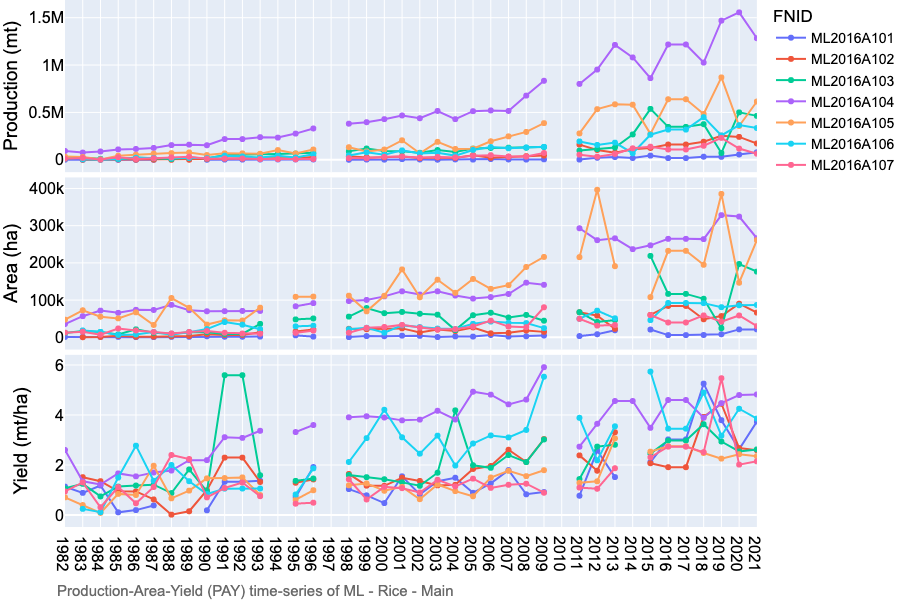 FNID
ML2016A101
ML2016A102
ML2016A103
ML2016A104
ML2016A105
ML2016A106
ML2016A107
Production (mt)
1.5M
1M
0.5M
0
Area (ha)
400k
300k
200k
100k
0
Yield (mt/ha)
6
4
2
0
1982 1983 1984 1985 1986 1987 1988 1989 1990 1991 1992 1993 1994 1995 1996 1997 1998 1999 2000 2001 2002 2003 2004 2005 2006 2007 2008 2009 2010 2011 2012 2013 2014 2015 2016 2017 2018 2019 2020 2021
Production-Area-Yield (PAY) time-series of ML - Rice - Main